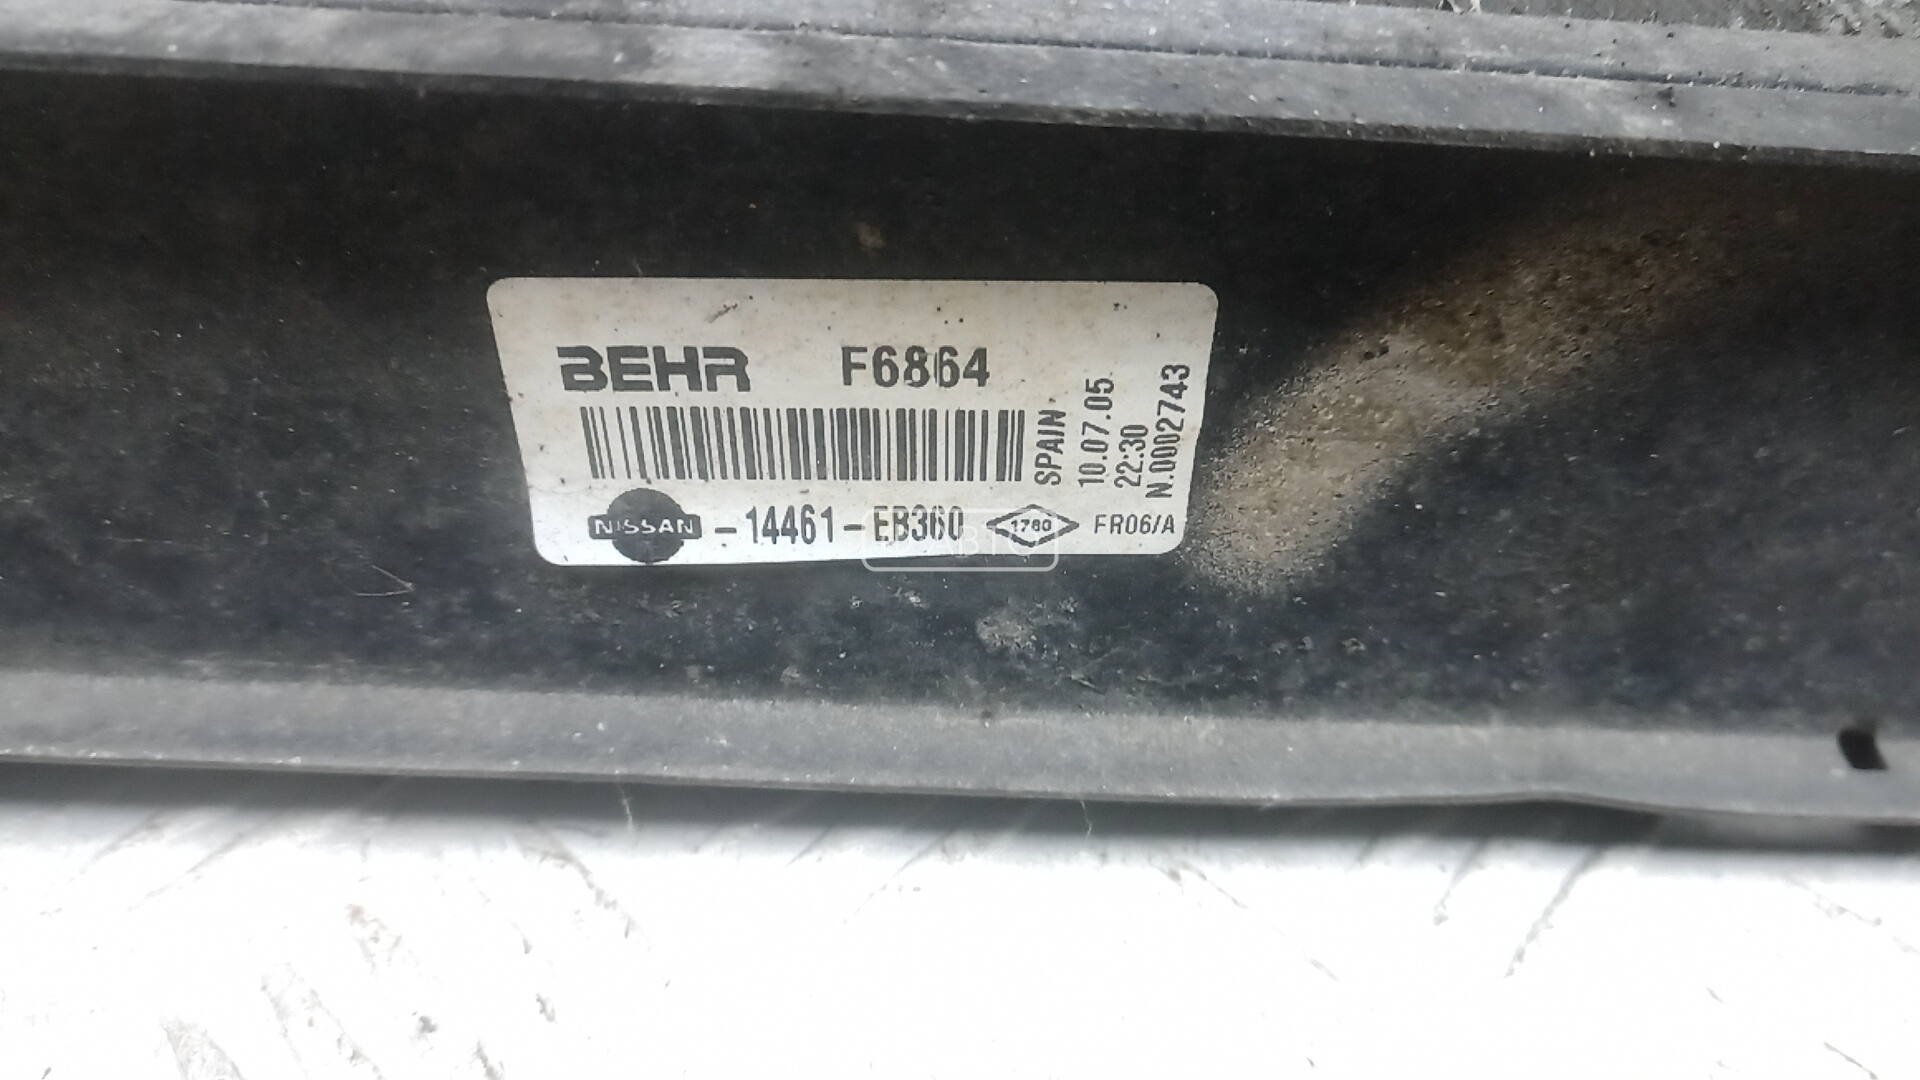 BEHR F6864
SPAIN
10.07.05
22:30
N.0002743
NISSAN -14461-EB360 1780 FR06/A